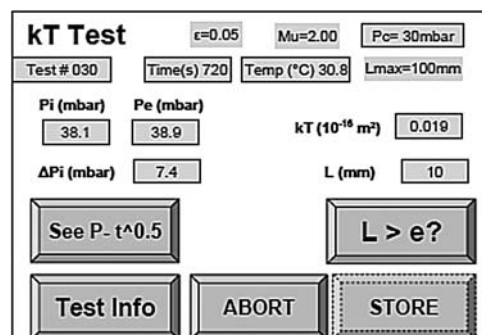 kT Test ε=0.05 Mu=2.00 Pc= 30mbar
Test # 030 Time(s) 720 Temp (°C) 30.8 Lmax=100mm
Pi (mbar) Pe (mbar)
38.1 38.9 kT (10⁻¹⁶ m²) 0.019
ΔPi (mbar) 7.4 L (mm) 10
See P- t^0.5 L > e?
Test Info ABORT STORE